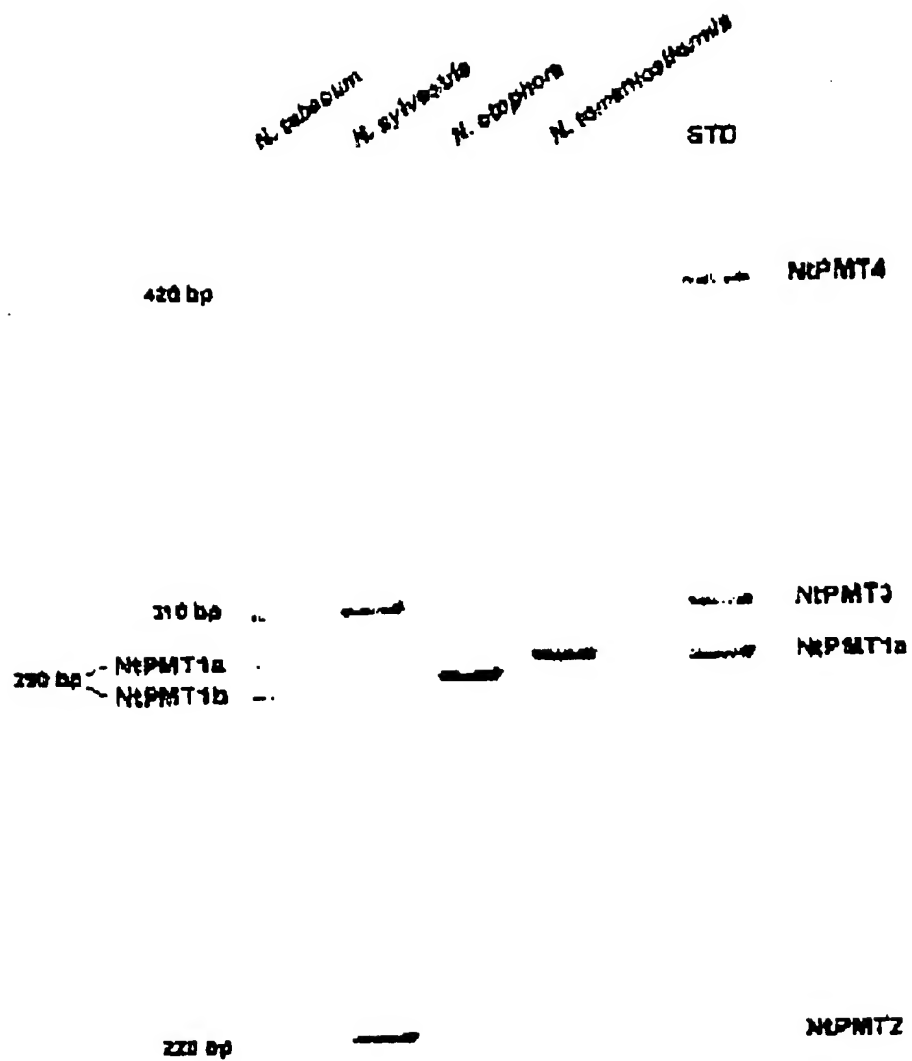 N. tabacum
N. sylvestris
N. otophora
N. tomentosiformis
STD
420 bp
NtPMT4
310 bp
NtPMT3
290 bp
NtPMT1a
NtPMT1b
NtPMT1a
220 bp
NtPMT2